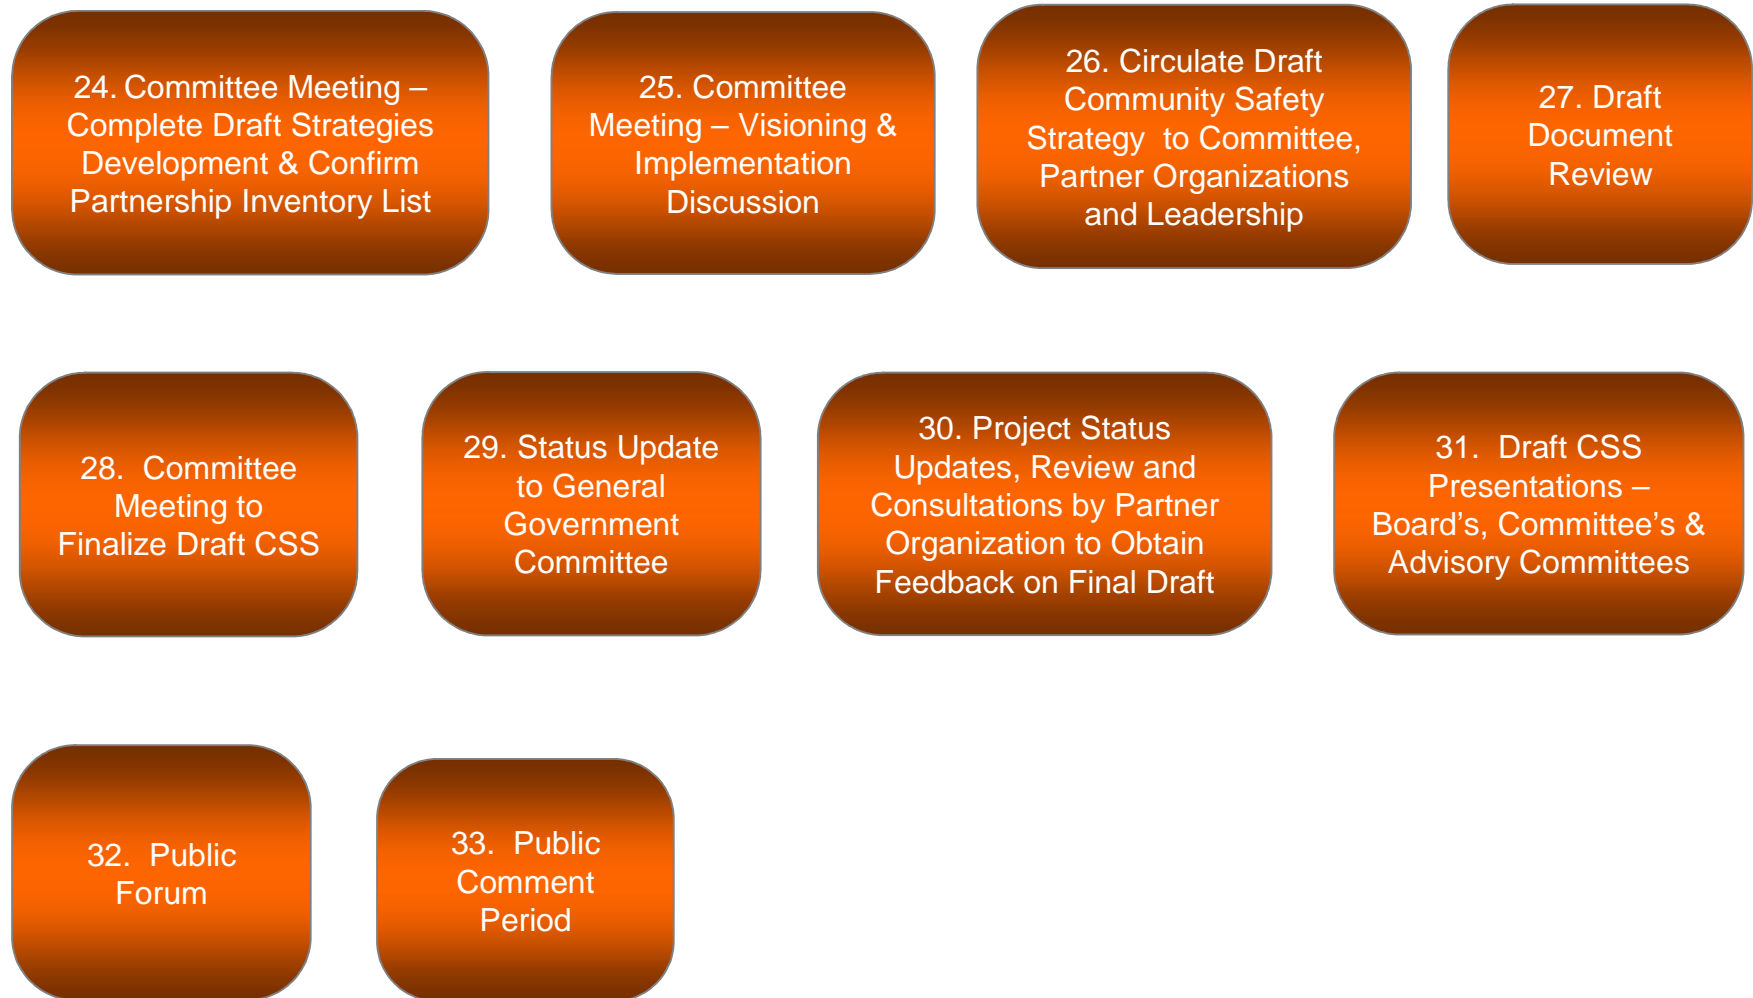 24. Committee Meeting –
Complete Draft Strategies
Development & Confirm
Partnership Inventory List
25. Committee
Meeting – Visioning &
Implementation
Discussion
26. Circulate Draft
Community Safety
Strategy  to Committee,
Partner Organizations
and Leadership
27. Draft
Document
Review
28.  Committee
Meeting to
Finalize Draft CSS
29. Status Update
to General
Government
Committee
30. Project Status
Updates, Review and
Consultations by Partner
Organization to Obtain
Feedback on Final Draft
31.  Draft CSS
Presentations –
Board’s, Committee’s &
Advisory Committees
32.  Public
Forum
33.  Public
Comment
Period